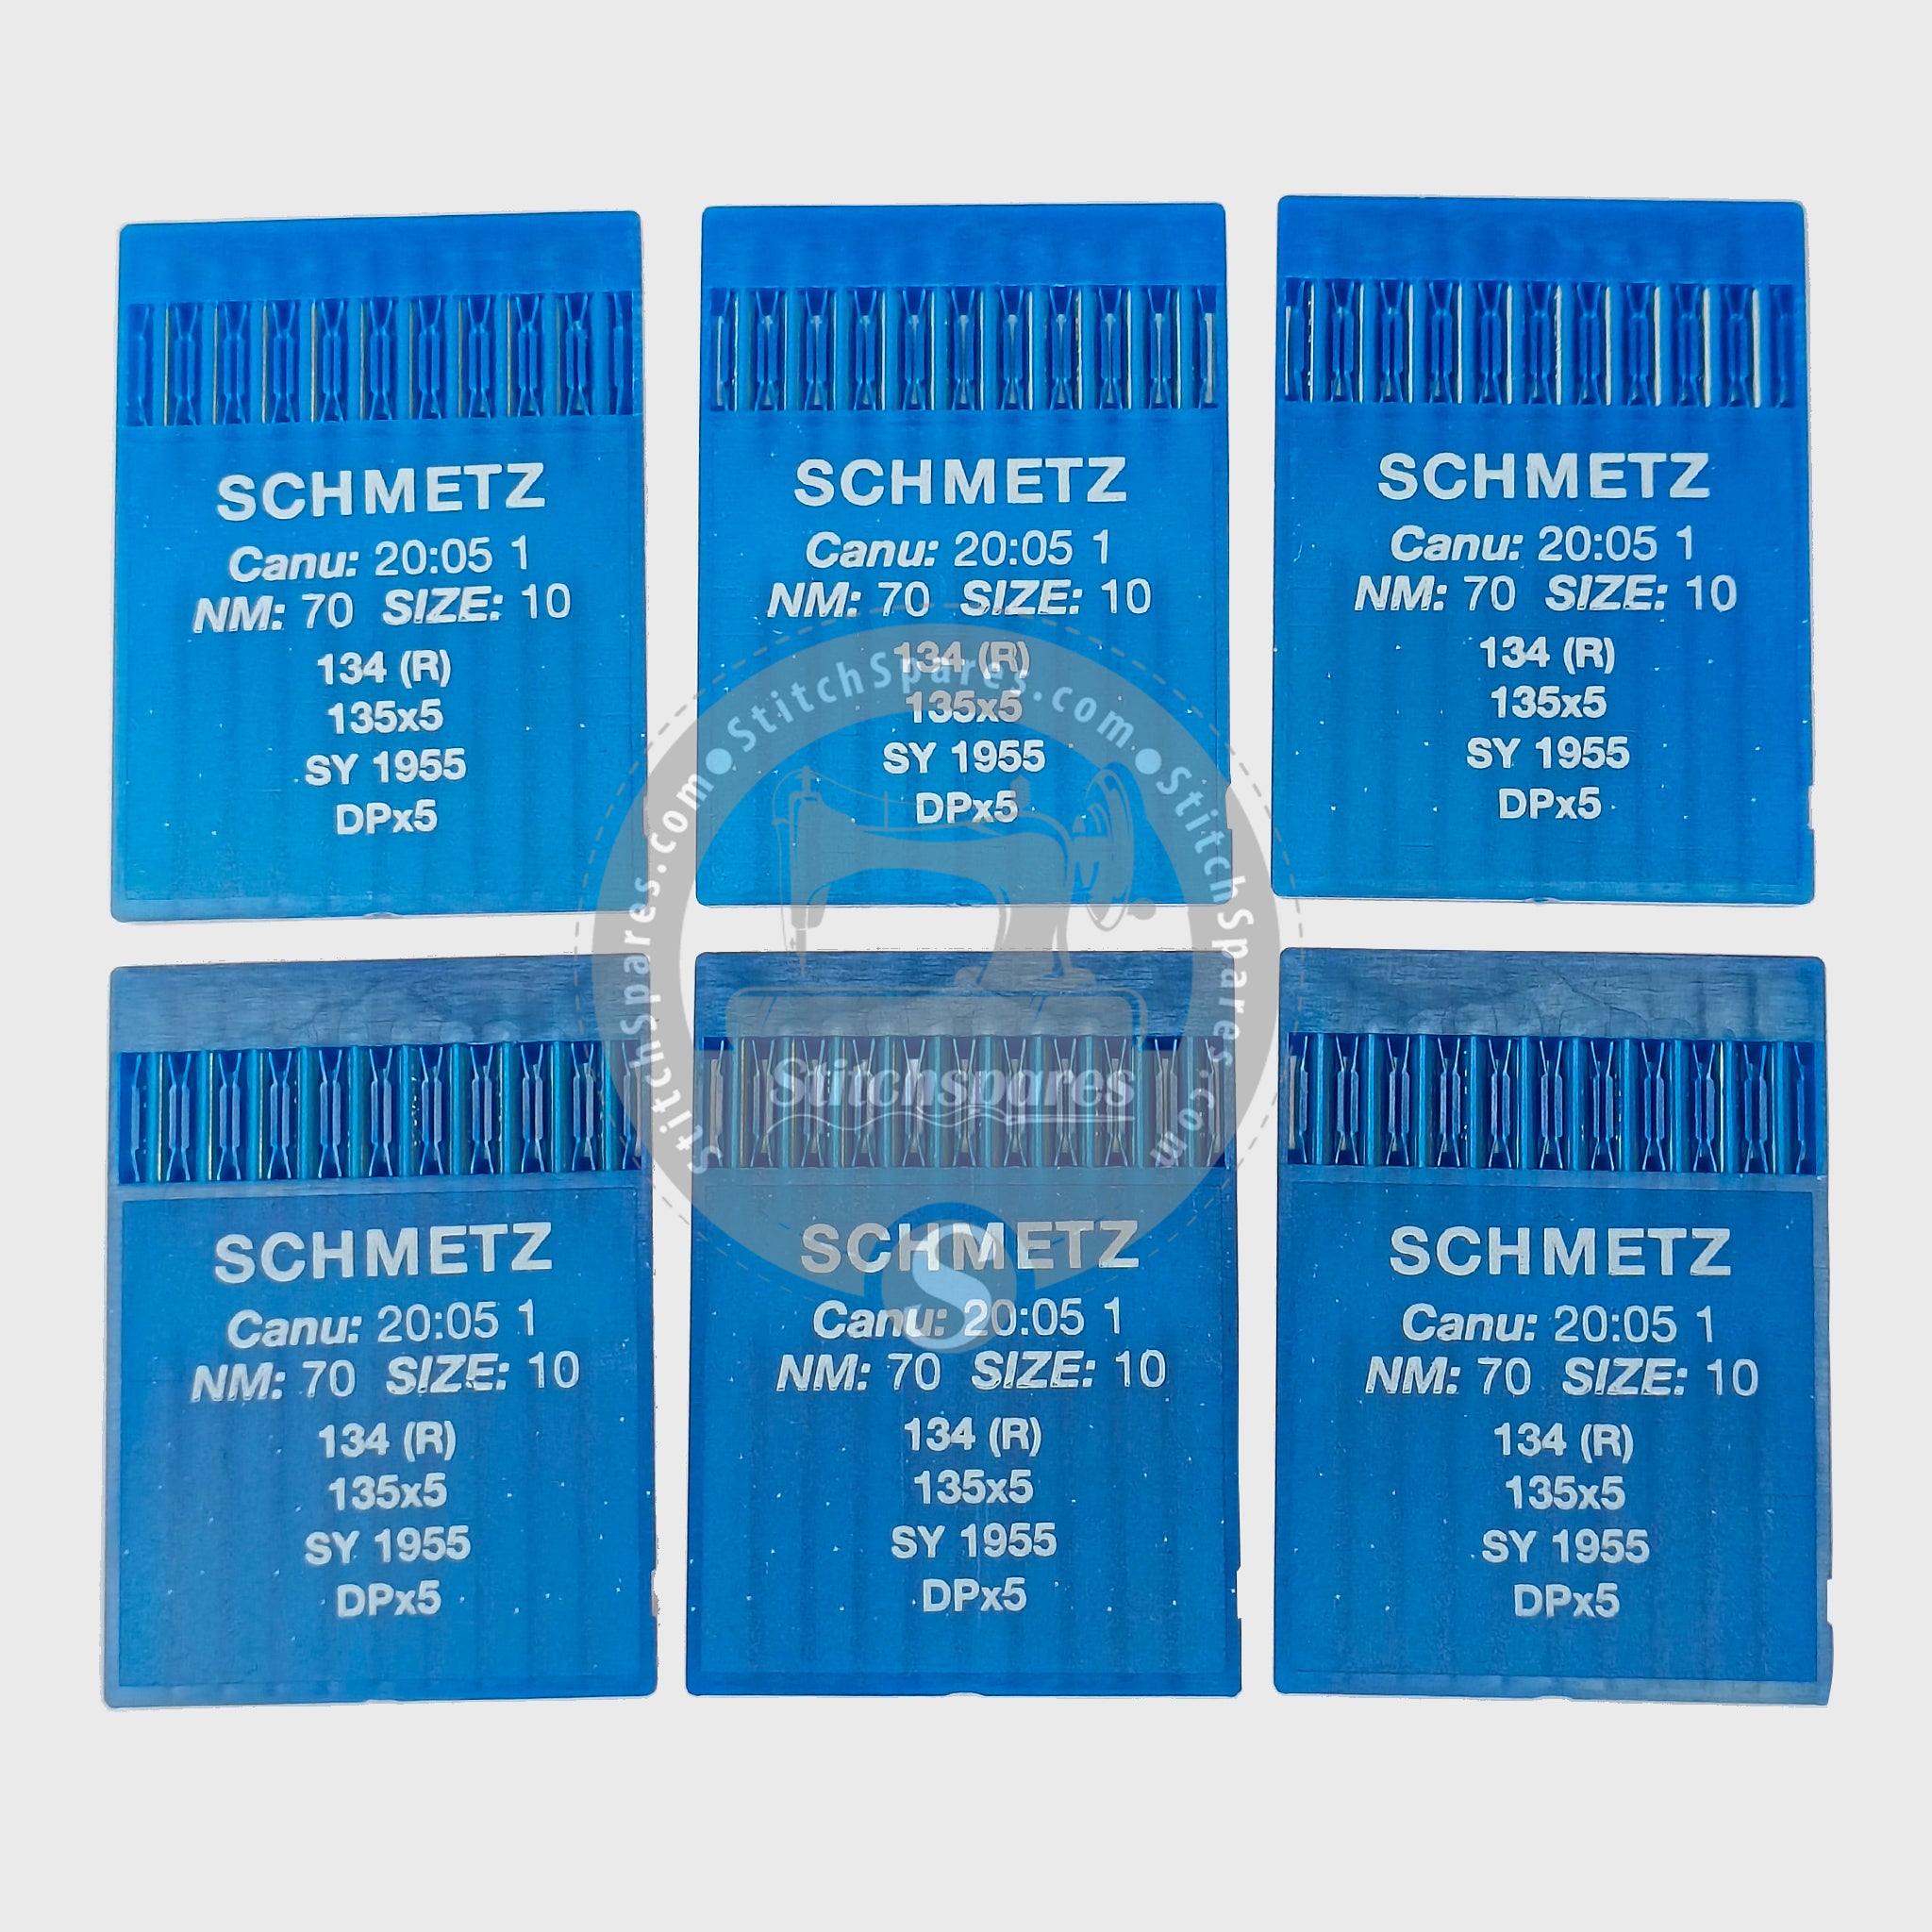 SCHMETZ
Canu: 20:05 1
NM: 70 SIZE: 10
134 (R)
135x5
SY 1955
DPx5
SCHMETZ
Canu: 20:05 1
NM: 70 SIZE: 10
134 (R)
135x5
SY 1955
DPx5
SCHMETZ
Canu: 20:05 1
NM: 70 SIZE: 10
134 (R)
135x5
SY 1955
DPx5
StitchSpares.com • StitchSpares.com • StitchSpares.com
Stitchspares
S
SCHMETZ
Canu: 20:05 1
NM: 70 SIZE: 10
134 (R)
135x5
SY 1955
DPx5
SCHMETZ
Canu: 20:05 1
NM: 70 SIZE: 10
134 (R)
135x5
SY 1955
DPx5
SCHMETZ
Canu: 20:05 1
NM: 70 SIZE: 10
134 (R)
135x5
SY 1955
DPx5